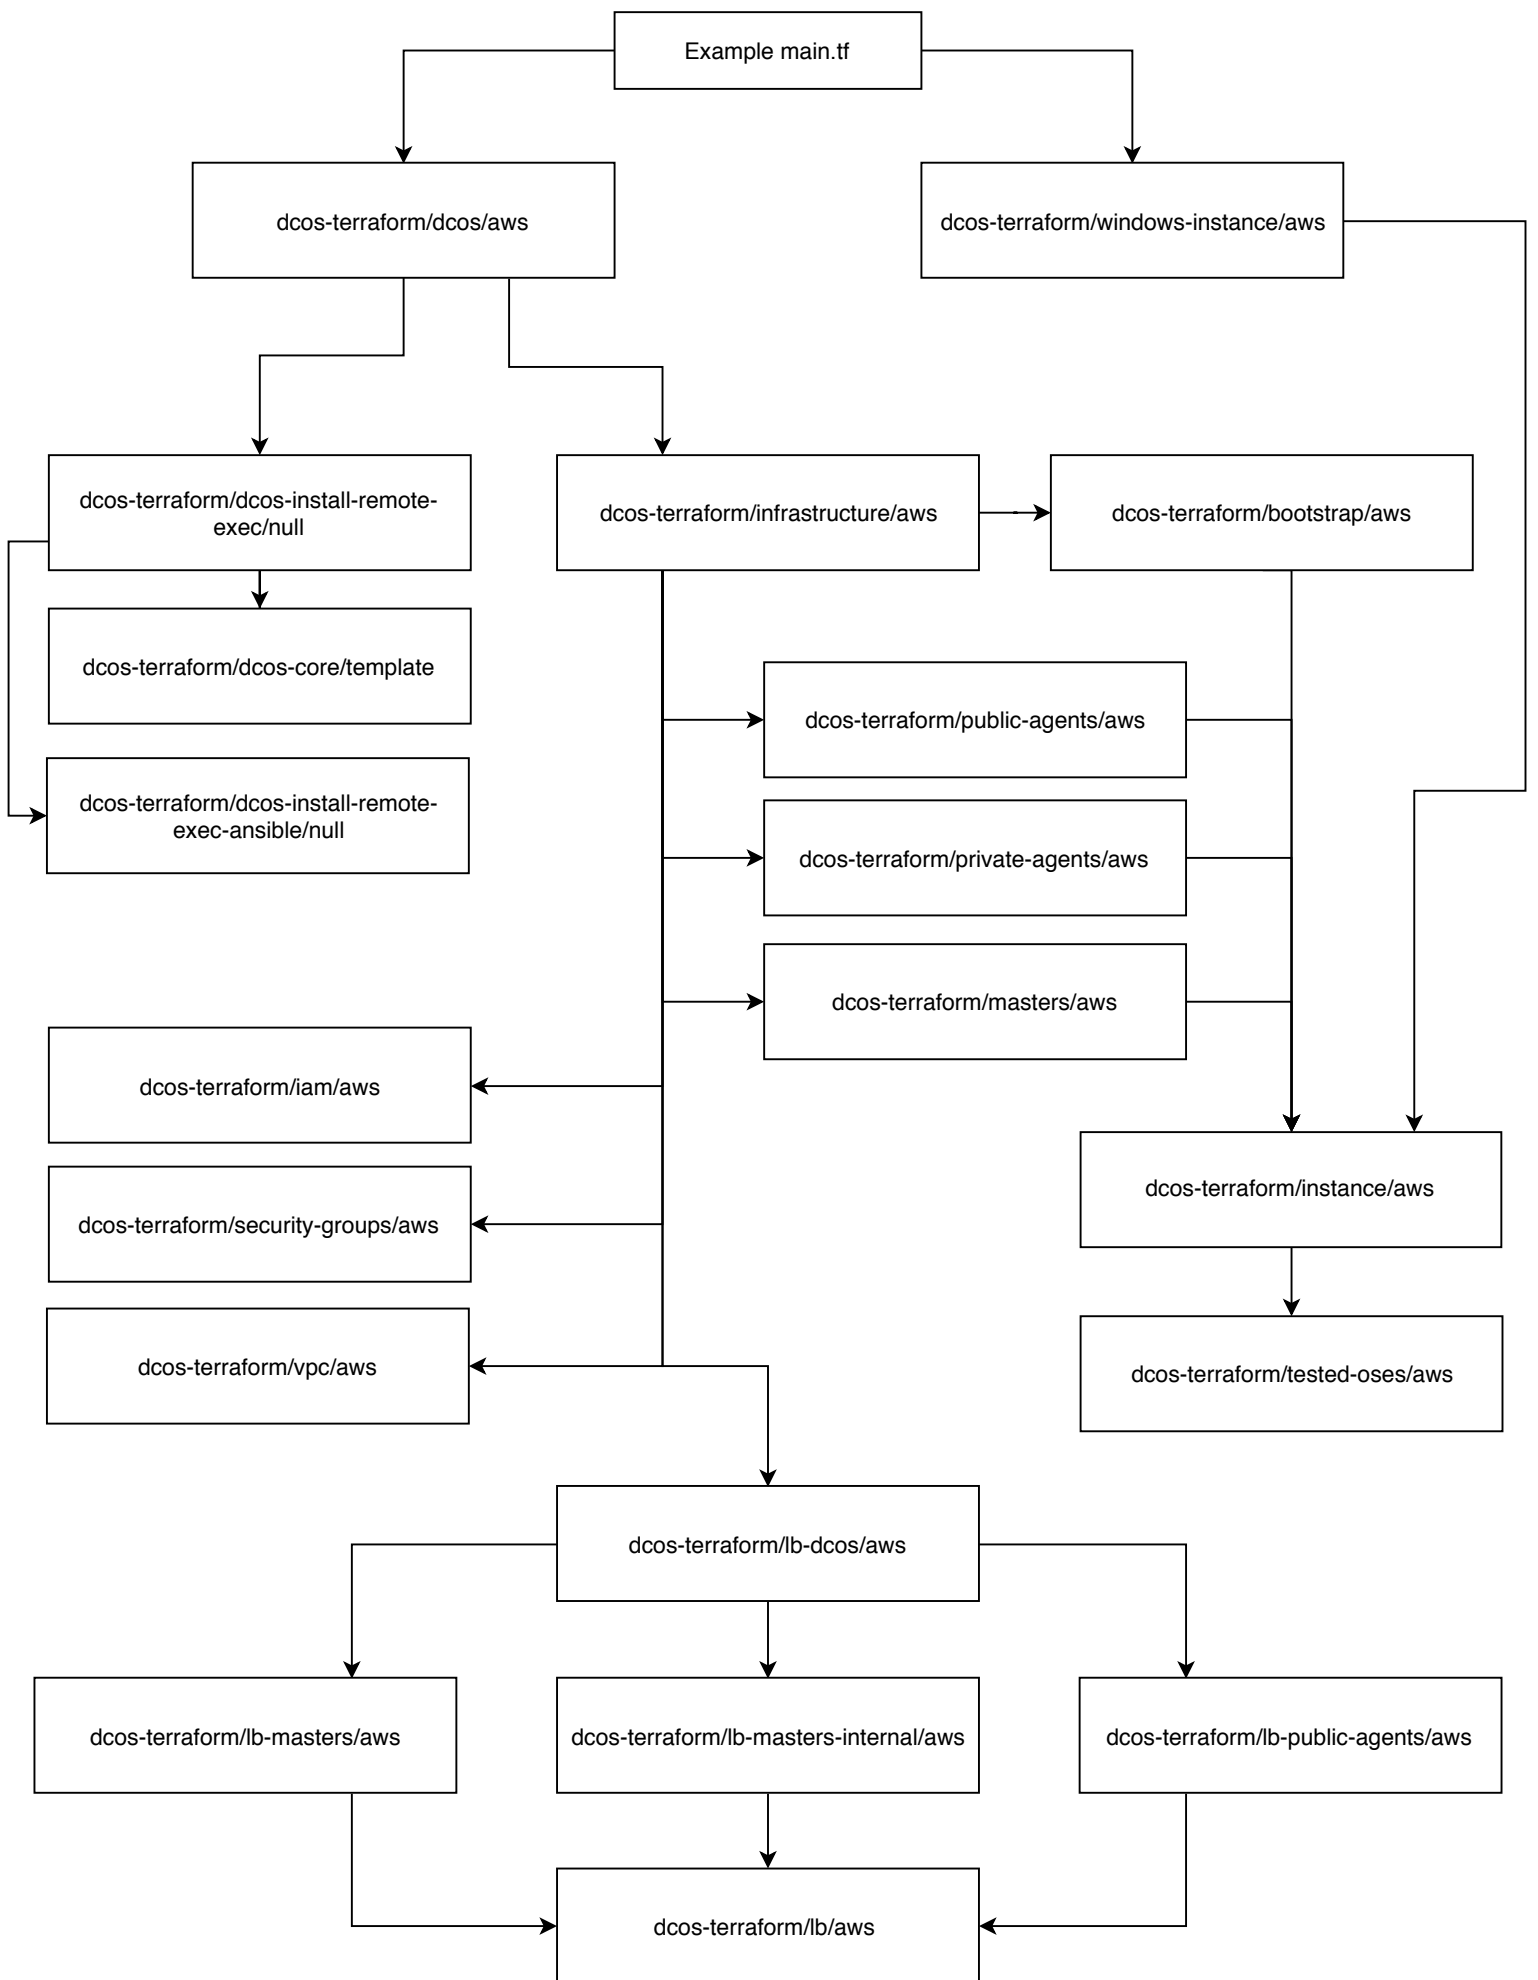 Example main.tf
dcos-terraform/dcos/aws
dcos-terraform/windows-instance/aws
dcos-terraform/dcos-install-remote-
exec/null
dcos-terraform/infrastructure/aws
dcos-terraform/bootstrap/aws
dcos-terraform/dcos-core/template
dcos-terraform/public-agents/aws
dcos-terraform/dcos-install-remote-
exec-ansible/null
dcos-terraform/private-agents/aws
dcos-terraform/masters/aws
dcos-terraform/iam/aws
dcos-terraform/instance/aws
dcos-terraform/security-groups/aws
dcos-terraform/vpc/aws
dcos-terraform/tested-oses/aws
dcos-terraform/lb-dcos/aws
dcos-terraform/lb-masters/aws
dcos-terraform/lb-masters-internal/aws
dcos-terraform/lb-public-agents/aws
dcos-terraform/lb/aws